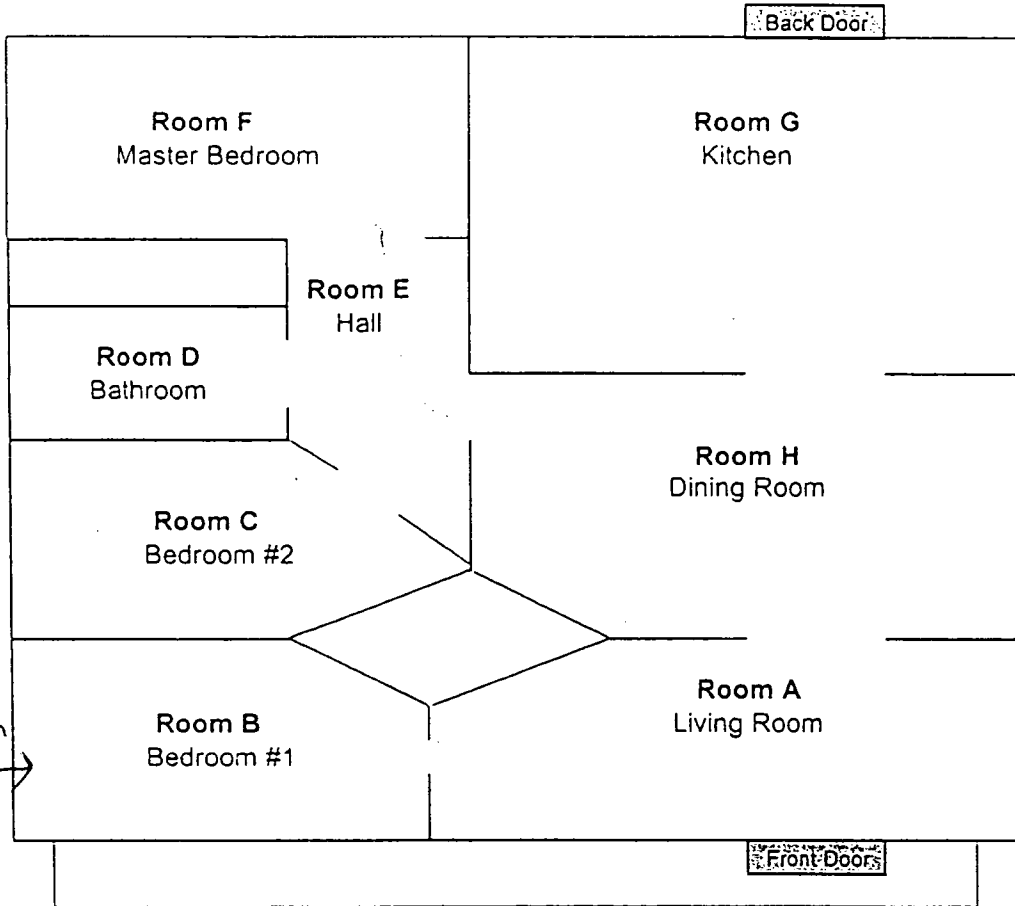 Back Door
Room F
Master Bedroom
Room G
Kitchen
Room E
Hall
Room D
Bathroom
Room H
Dining Room
Room C
Bedroom #2
Room A
Living Room
Room B
Bedroom #1
Front Door